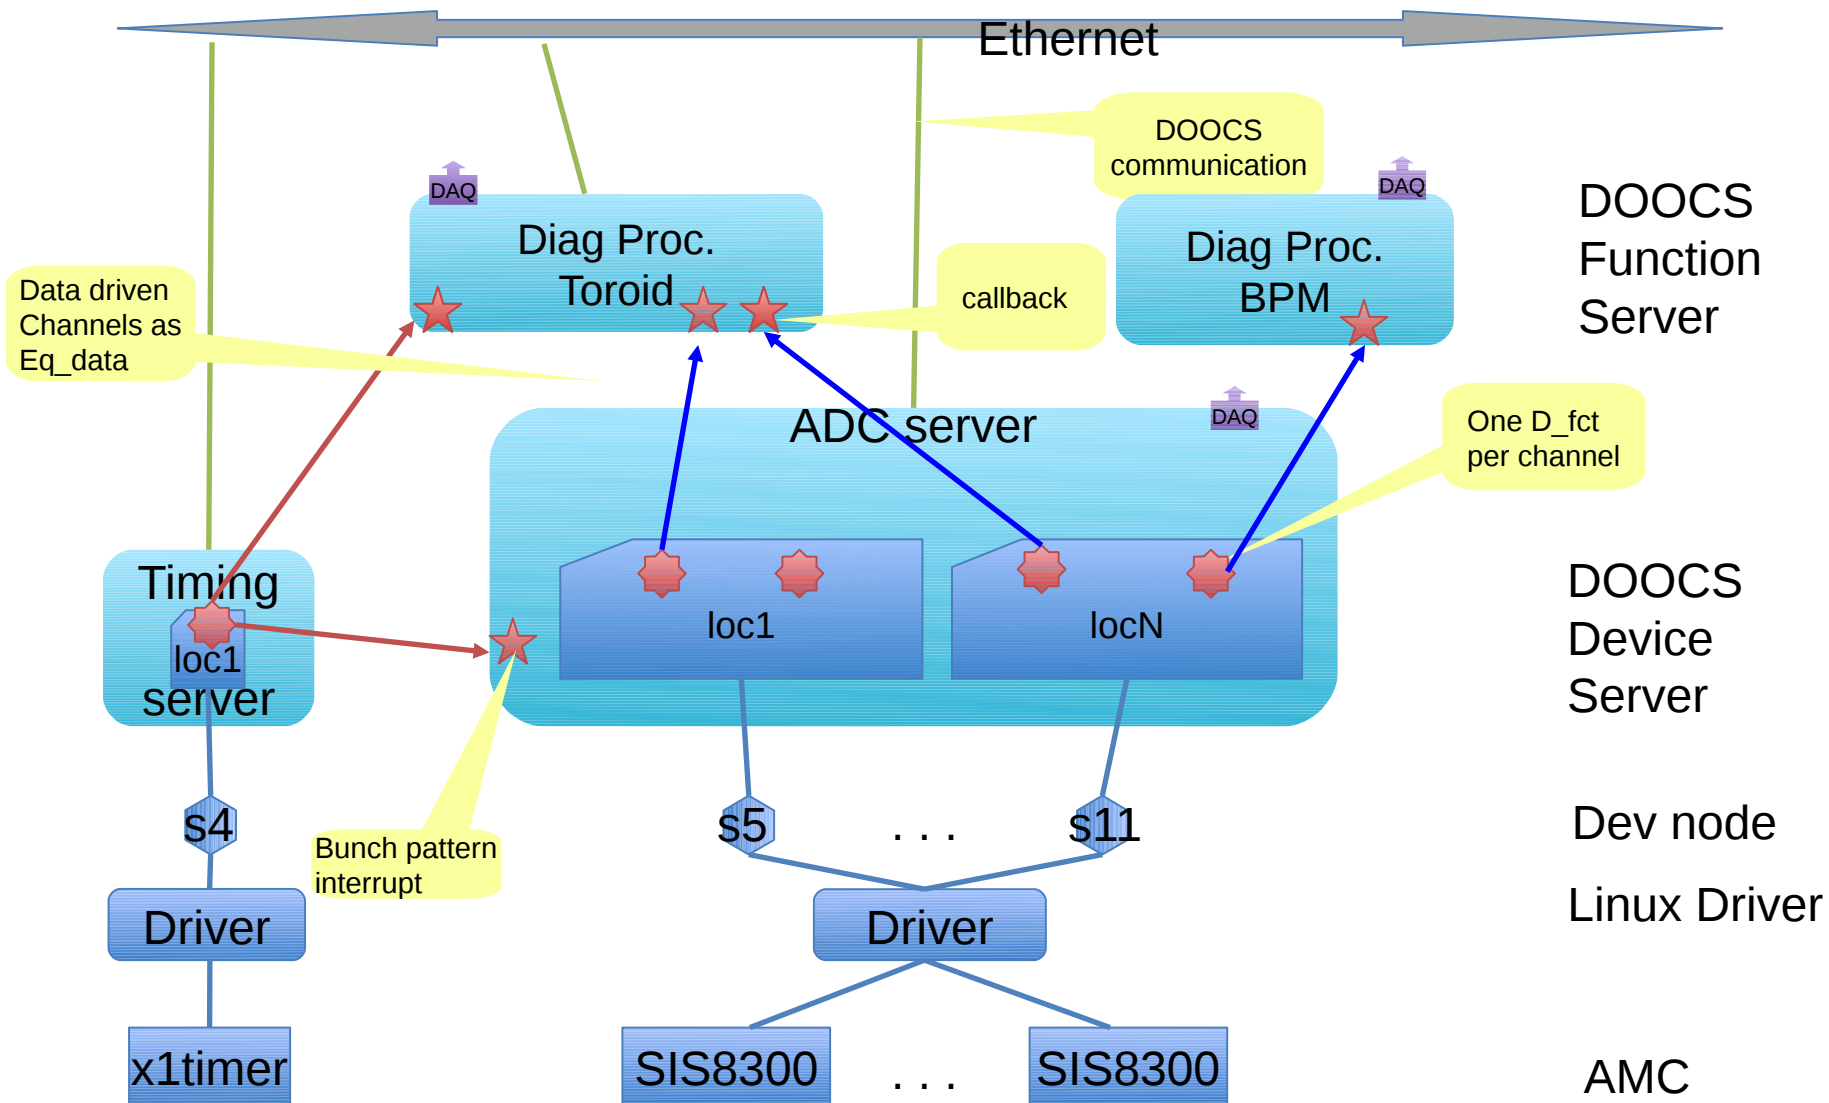 Ethernet
DOOCS
communication
DAQ
DAQ
DOOCS
Function
Server
Diag Proc.
Toroid
Diag Proc.
BPM
Data driven
Channels as
Eq_data
callback
DAQ
ADC server
One D_fct
per channel
Timing
loc1
server
loc1
locN
DOOCS
Device
Server
s4
s5
. . .
s11
Dev node
Bunch pattern
interrupt
Driver
Driver
Linux Driver
x1timer
SIS8300
. . .
SIS8300
AMC